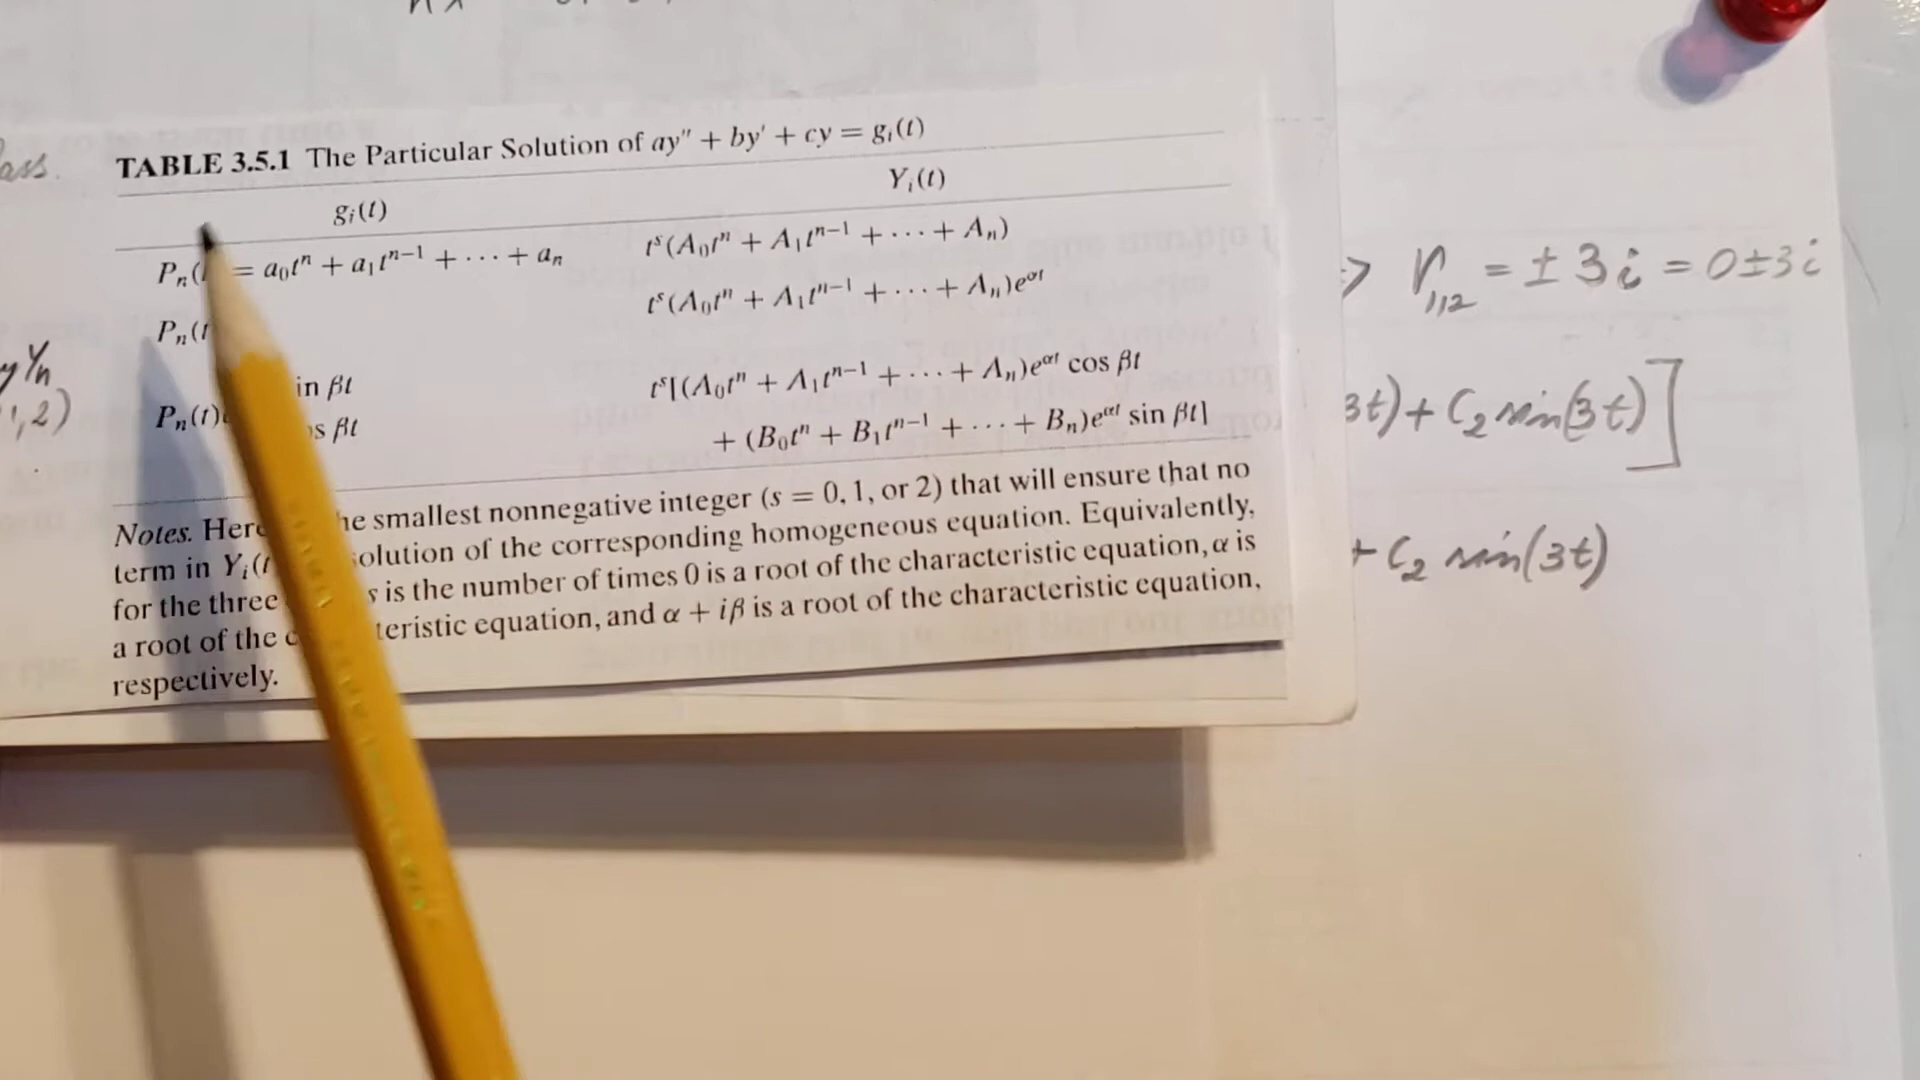 ass.
TABLE 3.5.1 The Particular Solution of ay″ + by′ + cy = gᵢ(t)
gᵢ(t) Yᵢ(t)
Pₙ( = a₀tⁿ + a₁tⁿ⁻¹ + ⋯ + aₙ tˢ(A₀tⁿ + A₁tⁿ⁻¹ + ⋯ + Aₙ)
Pₙ(t tˢ(A₀tⁿ + A₁tⁿ⁻¹ + ⋯ + Aₙ)eᵅᵗ
Pₙ(t) in βt tˢ[(A₀tⁿ + A₁tⁿ⁻¹ + ⋯ + Aₙ)eᵅᵗ cos βt
os βt + (B₀tⁿ + B₁tⁿ⁻¹ + ⋯ + Bₙ)eᵅᵗ sin βt]
Notes. Here he smallest nonnegative integer (s = 0, 1, or 2) that will ensure that no
term in Yᵢ(t olution of the corresponding homogeneous equation. Equivalently,
for the three s is the number of times 0 is a root of the characteristic equation, α is
a root of the c teristic equation, and α + iβ is a root of the characteristic equation,
respectively.
,2)
r₁,₂ = ± 3i = 0±3i
3t) + C₂ sin(3t)]
+ C₂ sin(3t)